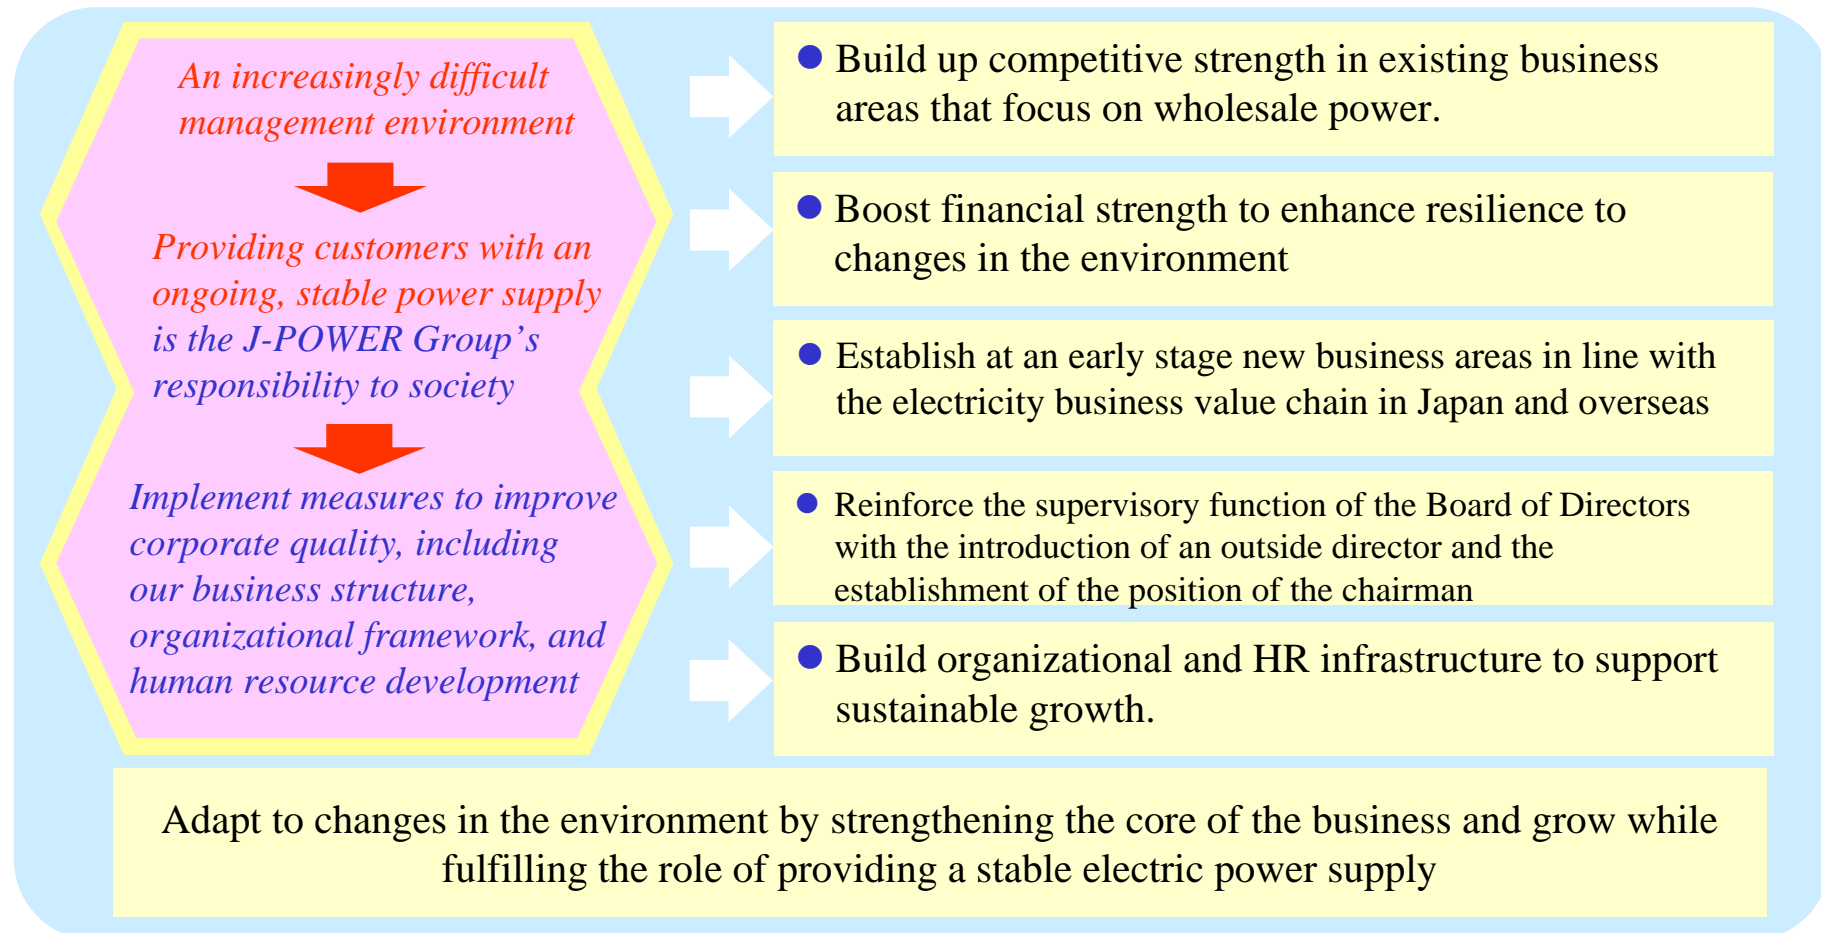 An increasingly difficult
management environment
Providing customers with an
ongoing, stable power supply
is the J-POWER Group’s
responsibility to society
Implement measures to improve
corporate quality, including
our business structure,
organizational framework, and
human resource development
● Build up competitive strength in existing business
areas that focus on wholesale power.
● Boost financial strength to enhance resilience to
changes in the environment
● Establish at an early stage new business areas in line with
the electricity business value chain in Japan and overseas
● Reinforce the supervisory function of the Board of Directors
with the introduction of an outside director and the
establishment of the position of the chairman
● Build organizational and HR infrastructure to support
sustainable growth.
Adapt to changes in the environment by strengthening the core of the business and grow while
fulfilling the role of providing a stable electric power supply